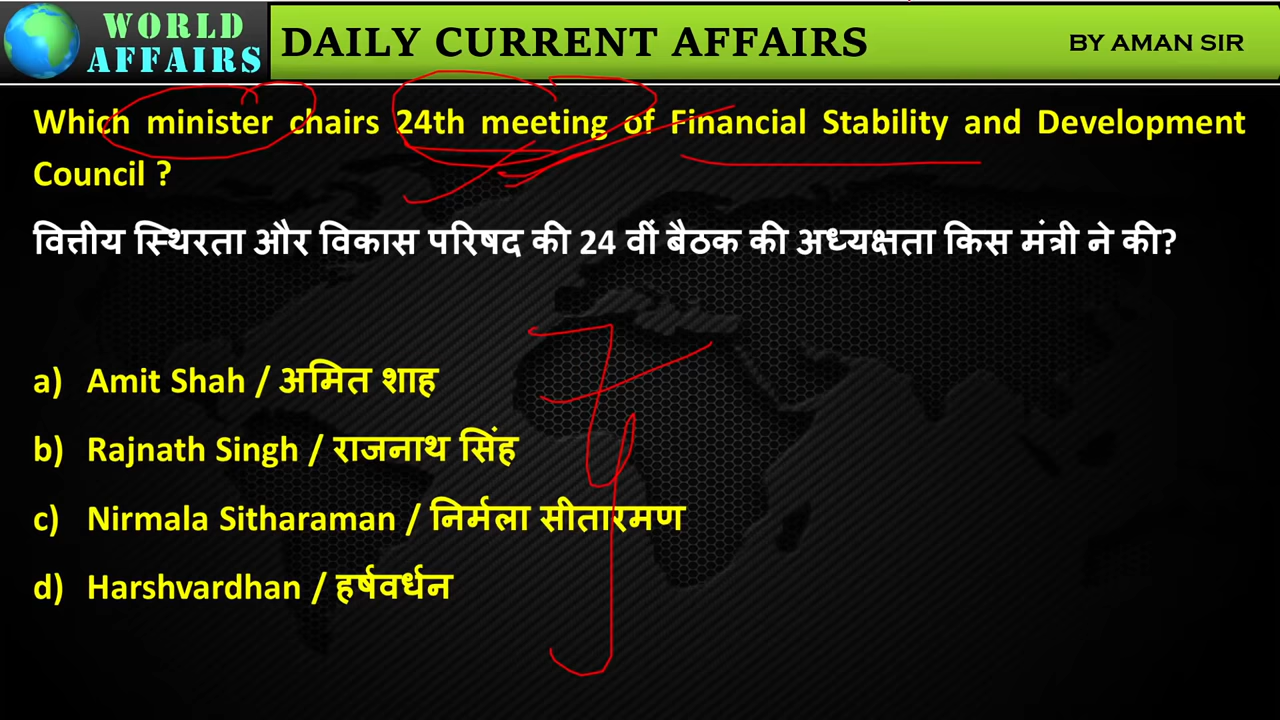 WORLD
AFFAIRS
DAILY CURRENT AFFAIRS
BY AMAN SIR
Which minister chairs 24th meeting of Financial Stability and Development
Council ?
वित्तीय स्थिरता और विकास परिषद की 24 वीं बैठक की अध्यक्षता किस मंत्री ने की?
a) Amit Shah / अमित शाह
b) Rajnath Singh / राजनाथ सिंह
c) Nirmala Sitharaman / निर्मला सीतारमण
d) Harshvardhan / हर्षवर्धन